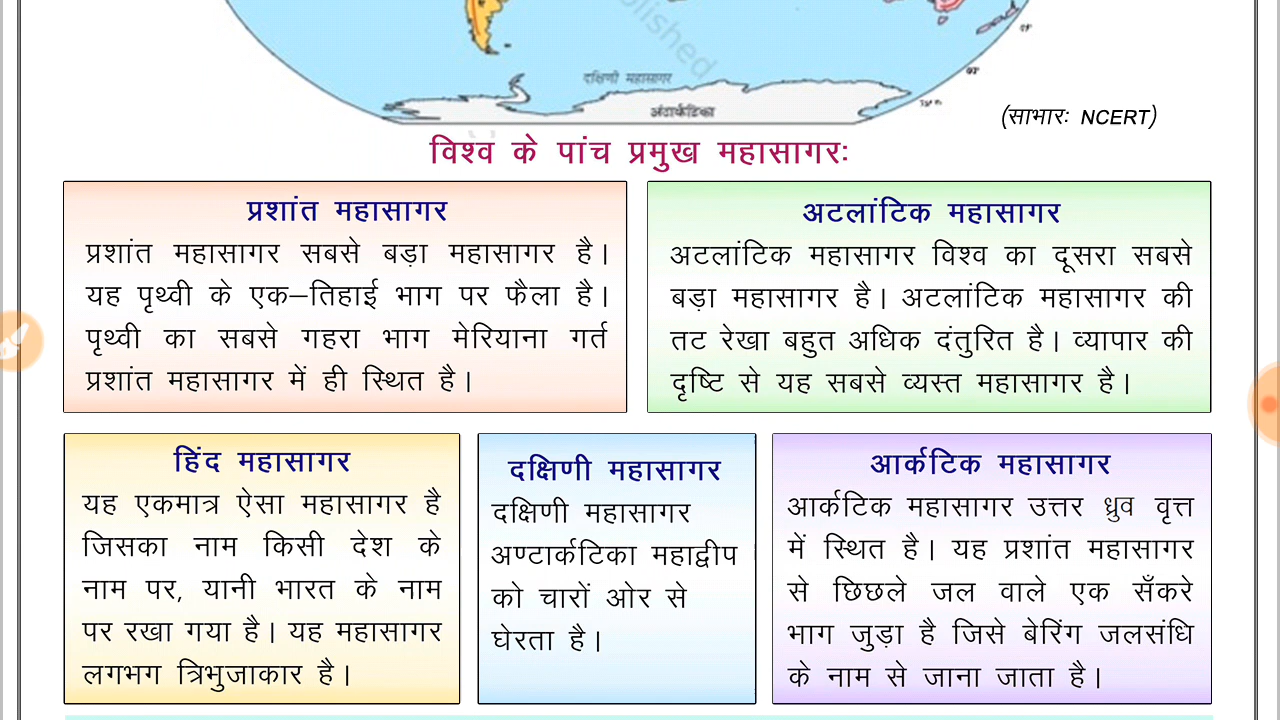 ished
दक्षिणी महासागर
अंटार्कटिका
(साभारः NCERT)
विश्व के पांच प्रमुख महासागरः
प्रशांत महासागर
प्रशांत महासागर सबसे बड़ा महासागर है।
यह पृथ्वी के एक–तिहाई भाग पर फैला है।
पृथ्वी का सबसे गहरा भाग मेरियाना गर्त
प्रशांत महासागर में ही स्थित है।
अटलांटिक महासागर
अटलांटिक महासागर विश्व का दूसरा सबसे
बड़ा महासागर है। अटलांटिक महासागर की
तट रेखा बहुत अधिक दंतुरित है। व्यापार की
दृष्टि से यह सबसे व्यस्त महासागर है।
हिंद महासागर
यह एकमात्र ऐसा महासागर है
जिसका नाम किसी देश के
नाम पर, यानी भारत के नाम
पर रखा गया है। यह महासागर
लगभग त्रिभुजाकार है।
दक्षिणी महासागर
दक्षिणी महासागर
अण्टार्कटिका महाद्वीप
को चारों ओर से
घेरता है।
आर्कटिक महासागर
आर्कटिक महासागर उत्तर ध्रुव वृत्त
में स्थित है। यह प्रशांत महासागर
से छिछले जल वाले एक सँकरे
भाग जुड़ा है जिसे बेरिंग जलसंधि
के नाम से जाना जाता है।